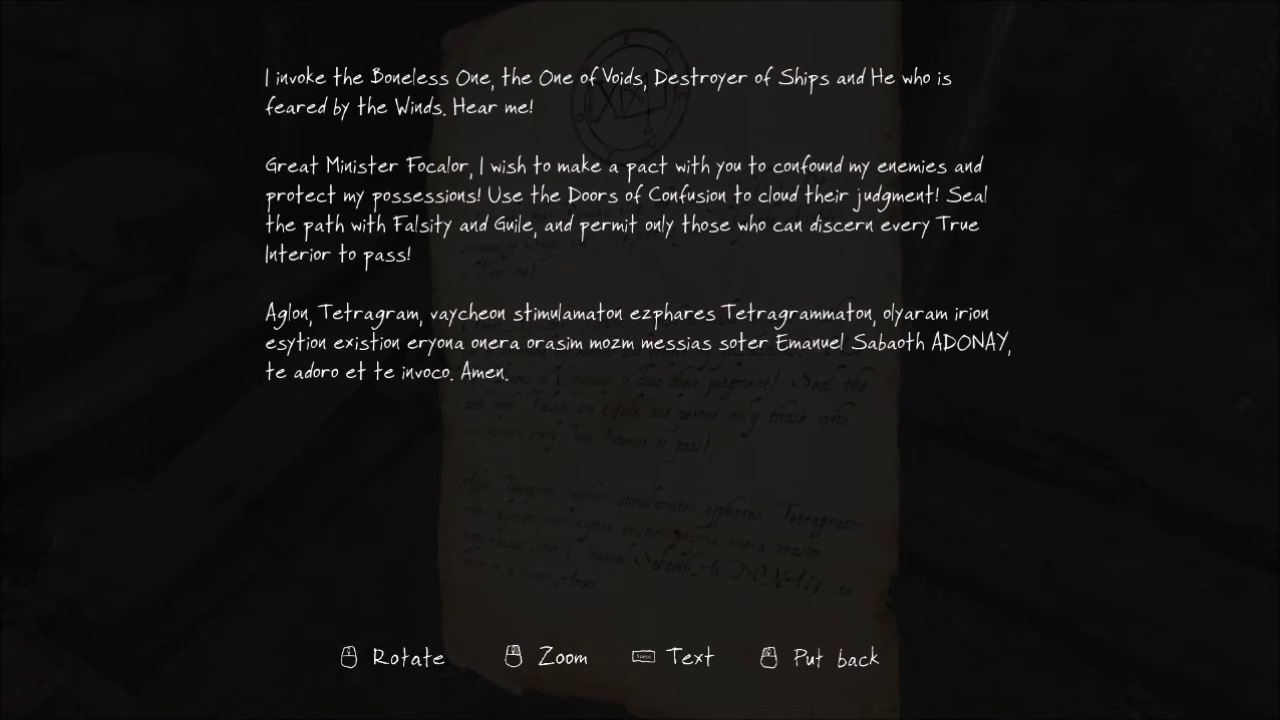 I invoke the Boneless One, the One of Voids, Destroyer of Ships and He who is
feared by the Winds. Hear me!
Great Minister Focalor, I wish to make a pact with you to confound my enemies and
protect my possessions! Use the Doors of Confusion to cloud their judgment! Seal
the path with Falsity and Guile, and permit only those who can discern every True
Interior to pass!
Aglon, Tetragram, vaycheon stimulamaton ezphares Tetragrammaton, olyaram irion
esytion existion eryona onera orasim mozm messias soter Emanuel Sabaoth ADONAY,
te adoro et te invoco. Amen.
Rotate Zoom Text Put back